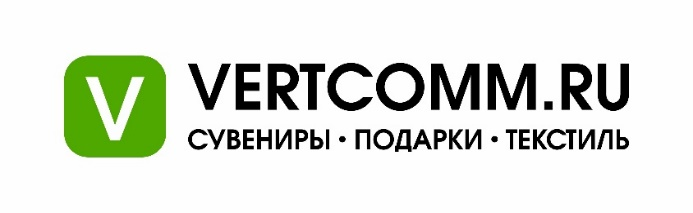 V VERTCOMM.RU
СУВЕНИРЫ • ПОДАРКИ • ТЕКСТИЛЬ